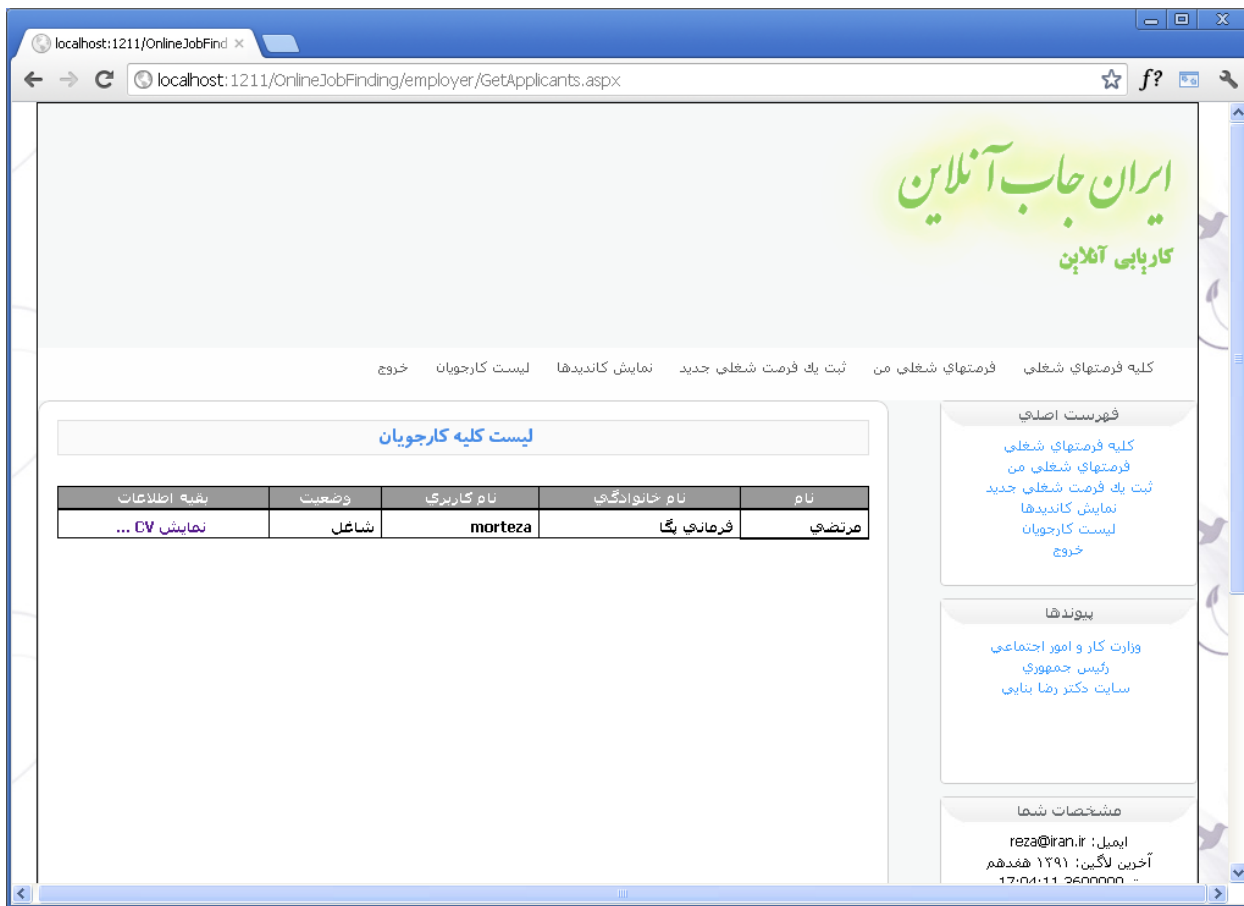 localhost:1211/OnlineJobFind
localhost:1211/OnlineJobFinding/employer/GetApplicants.aspx
f?
ایران جاب آنلاین
کاریابی آنلاین
كليه فرصتهاي شغلي فرصتهاي شغلي من ثبت يك فرصت شغلي جديد نمايش كانديدها ليست كارجويان خروج
فهرست اصلي
كليه فرصتهاي شغلي
فرصتهاي شغلي من
ثبت يك فرصت شغلي جديد
نمايش كانديدها
ليست كارجويان
خروج
ليست كليه كارجويان
نام نام خانوادگي نام كاربري وضعيت بقيه اطلاعات
مرتضي فرماني پگا morteza شاغل نمايش CV ...
پيوندها
وزارت كار و امور اجتماعي
رئيس جمهوري
سايت دكتر رضا بنايي
مشخصات شما
ايميل: reza@iran.ir
آخرين لاگين: ۱۳۹۱ هفدهم
17:04:11.3600000